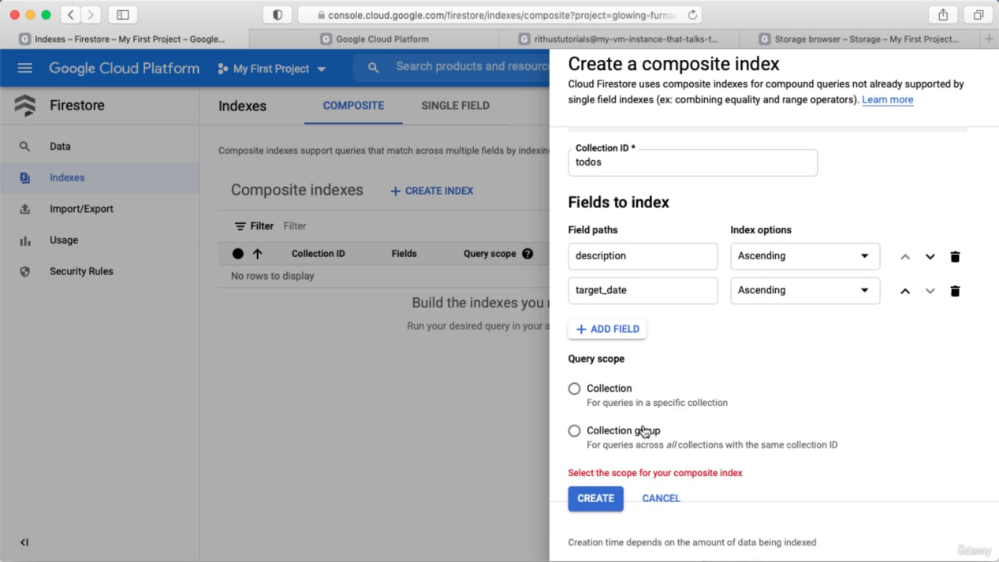 console.cloud.google.com/firestore/indexes/composite?project=glowing-furnac
Indexes – Firestore – My First Project – Google...
Google Cloud Platform
rithustutorials@my-vm-instance-that-talks-t...
Storage browser – Storage – My First Project...
Google Cloud Platform
My First Project
Search products and resourc
Firestore
Data
Indexes
Import/Export
Usage
Security Rules
Indexes
COMPOSITE
SINGLE FIELD
Composite indexes support queries that match across multiple fields by indexing
Composite indexes
+ CREATE INDEX
Filter Filter
Collection ID Fields Query scope
No rows to display
Build the indexes you
Run your desired query in your a
Create a composite index
Cloud Firestore uses composite indexes for compound queries not already supported by
single field indexes (ex: combining equality and range operators). Learn more
Collection ID *
todos
Fields to index
Field paths Index options
description Ascending
target_date Ascending
+ ADD FIELD
Query scope
Collection
For queries in a specific collection
Collection group
For queries across all collections with the same collection ID
Select the scope for your composite index
CREATE CANCEL
Creation time depends on the amount of data being indexed
ûdemy